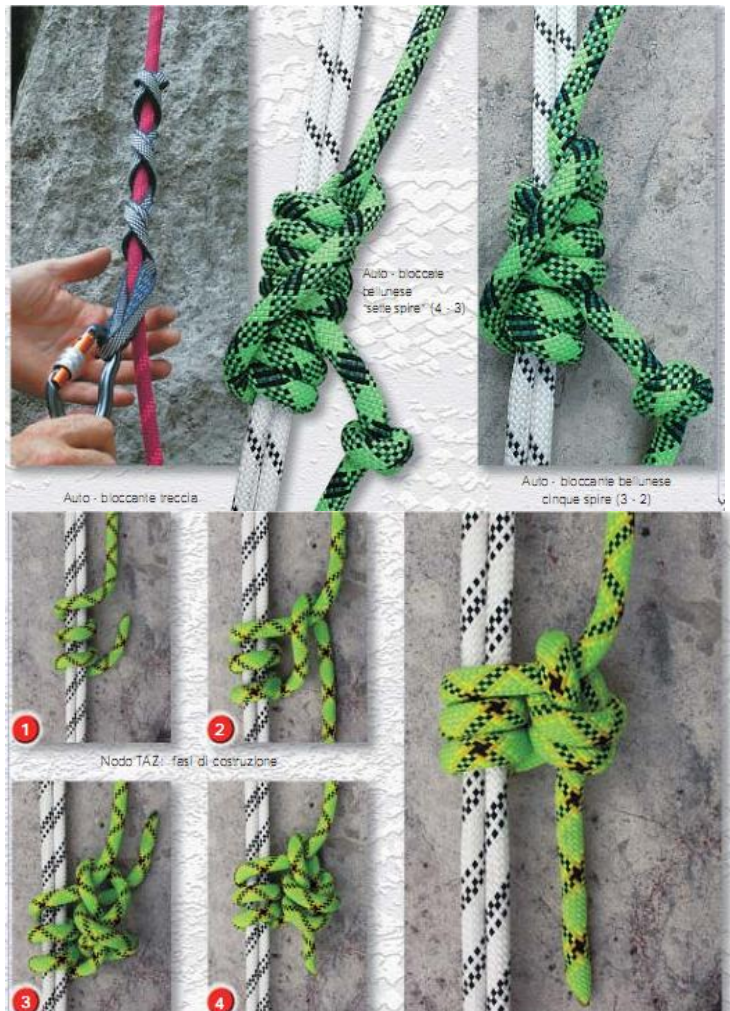 Auto - bloccale
bellunese
"sette spire" (4 - 3)
Auto - bloccante treccia
Auto - bloccante bellunese
cinque spire (3 - 2)
1
2
Nodo TAZ: fasi di costruzione
3
4